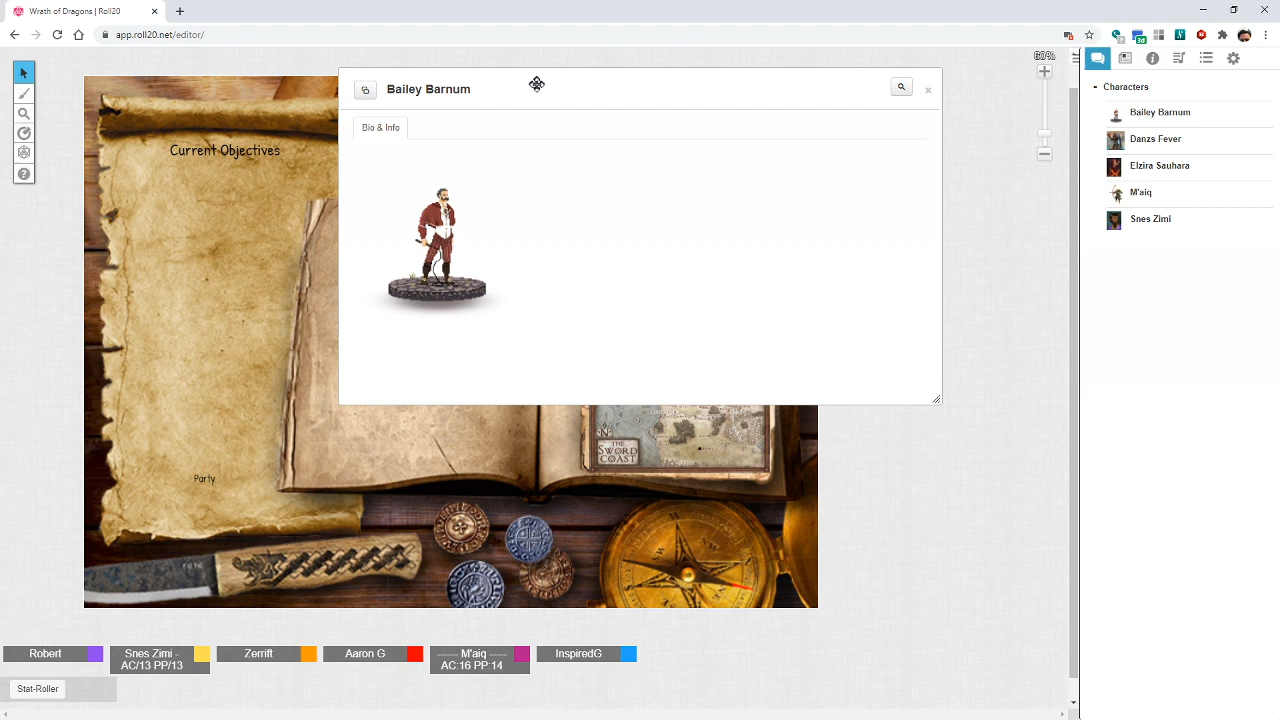 Wrath of Dragons | Roll20
app.roll20.net/editor/
3d
60%
Bailey Barnum
Bio & Info
Current Objectives
Party
N
THE
SWORD
COAST
Characters
Bailey Barnum
Danzs Fever
Elzira Sauhara
M'aiq
Snes Zimi
Robert
Snes Zimi -
AC/13 PP/13
Zerrift
Aaron G
------ M'aiq ------
AC:16 PP:14
InspiredG
Stat-Roller